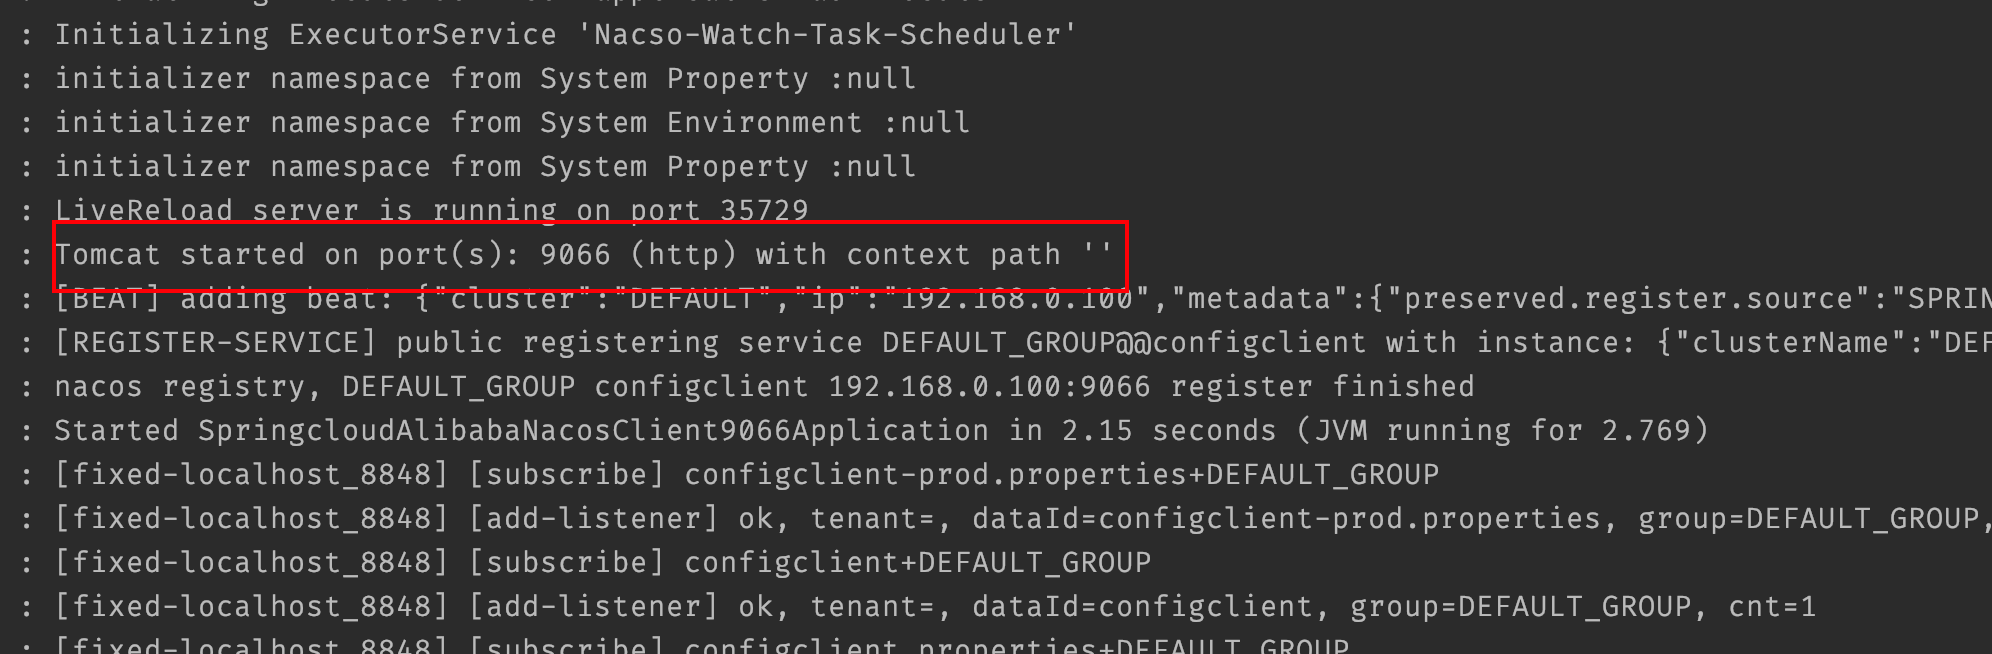 : Initializing ExecutorService 'Nacso-Watch-Task-Scheduler'
: initializer namespace from System Property :null
: initializer namespace from System Environment :null
: initializer namespace from System Property :null
: LiveReload server is running on port 35729
: Tomcat started on port(s): 9066 (http) with context path ''
: [BEAT] adding beat: {"cluster":"DEFAULT","ip":"192.168.0.100","metadata":{"preserved.register.source":"SPRIN
: [REGISTER-SERVICE] public registering service DEFAULT_GROUP@@configclient with instance: {"clusterName":"DEF
: nacos registry, DEFAULT_GROUP configclient 192.168.0.100:9066 register finished
: Started SpringcloudAlibabaNacosClient9066Application in 2.15 seconds (JVM running for 2.769)
: [fixed-localhost_8848] [subscribe] configclient-prod.properties+DEFAULT_GROUP
: [fixed-localhost_8848] [add-listener] ok, tenant=, dataId=configclient-prod.properties, group=DEFAULT_GROUP,
: [fixed-localhost_8848] [subscribe] configclient+DEFAULT_GROUP
: [fixed-localhost_8848] [add-listener] ok, tenant=, dataId=configclient, group=DEFAULT_GROUP, cnt=1
: [fixed-localhost_8848] [subscribe] configclient.properties+DEFAULT_GROUP